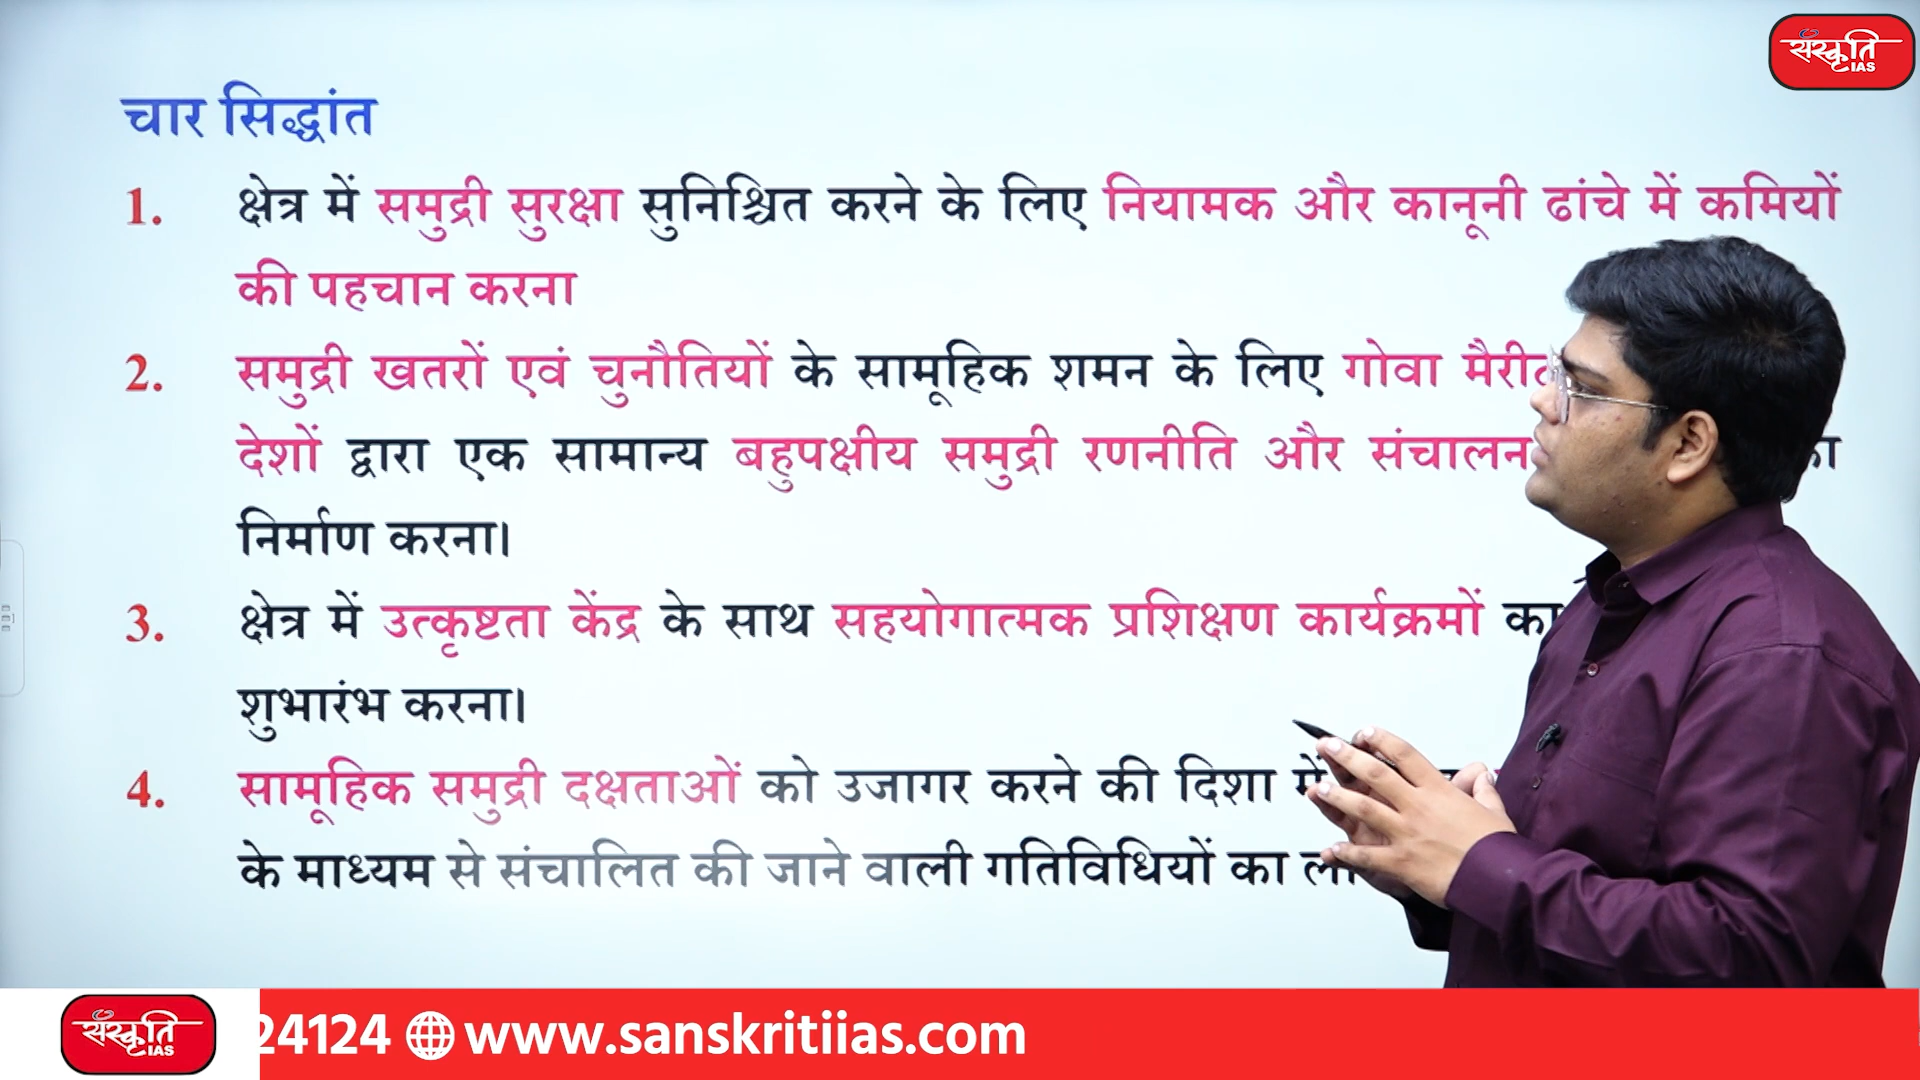 संस्कृति
IAS
चार सिद्धांत
1. क्षेत्र में समुद्री सुरक्षा सुनिश्चित करने के लिए नियामक और कानूनी ढांचे में कमियों
की पहचान करना
2. समुद्री खतरों एवं चुनौतियों के सामूहिक शमन के लिए गोवा
देशों द्वारा एक सामान्य बहुपक्षीय समुद्री रणनीति और संचालन
निर्माण करना।
3. क्षेत्र में उत्कृष्टता केंद्र के साथ सहयोगात्मक प्रशिक्षण कार्यक्रमों का
शुभारंभ करना।
4. सामूहिक समुद्री दक्षताओं को उजागर करने की दिशा में
के माध्यम से संचालित की जाने वाली गतिविधियों का
संस्कृति
IAS
24124 www.sanskritiias.com